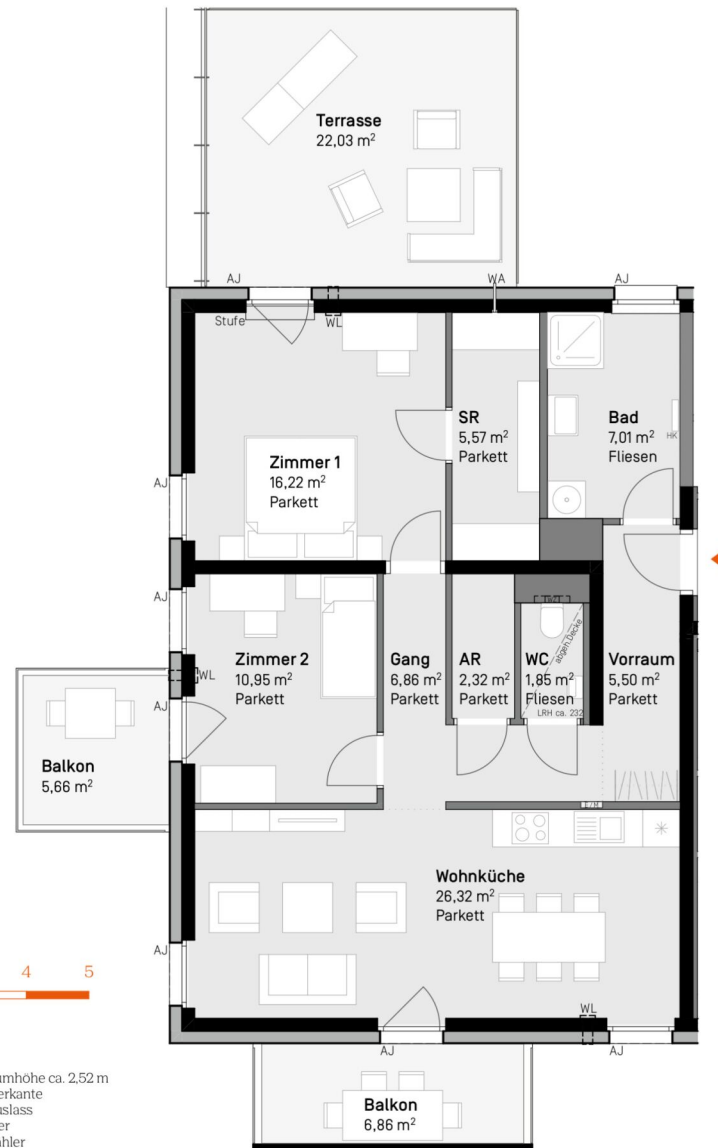 Terrasse
22,03 m²
AJ
WA
AJ
Stufe
WL
SR
5,57 m²
Parkett
Bad
7,01 m²
Fliesen
HK
Zimmer 1
16,22 m²
Parkett
AJ
AJ
Zimmer 2
10,95 m²
Parkett
Gang
6,86 m²
Parkett
AR
2,32 m²
Parkett
WC
1,85 m²
Fliesen
LRH ca. 232
abgeh.Decke
Vorraum
5,50 m²
Parkett
WL
AJ
Balkon
5,66 m²
E/M
Wohnküche
26,32 m²
Parkett
AJ
4 5
WL
AJ
AJ
Balkon
6,86 m²
umhöhe ca. 2,52 m
erkante
uslass
er
ahler